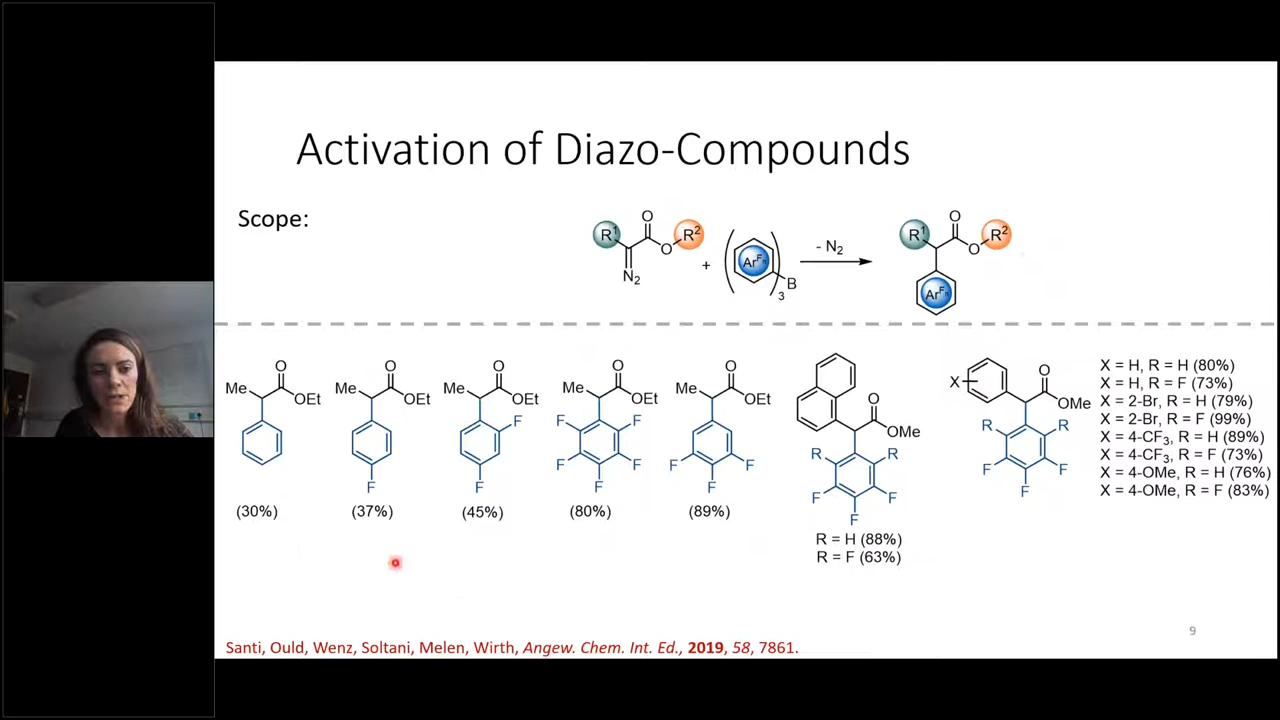 Activation of Diazo-Compounds
Scope:
R¹ O O R² N₂ + ( ArFₙ )₃ B - N₂ R¹ O O R² ArFₙ
Me O OEt
(30%)
Me O OEt F
(37%)
Me O OEt F F
(45%)
Me O OEt F F F F F
(80%)
Me O OEt F F F
(89%)
O OMe R R F F F
R = H (88%)
R = F (63%)
X O OMe R R F F F
X = H, R = H (80%)
X = H, R = F (73%)
X = 2-Br, R = H (79%)
X = 2-Br, R = F (99%)
X = 4-CF₃, R = H (89%)
X = 4-CF₃, R = F (73%)
X = 4-OMe, R = H (76%)
X = 4-OMe, R = F (83%)
9
Santi, Ould, Wenz, Soltani, Melen, Wirth, Angew. Chem. Int. Ed., 2019, 58, 7861.